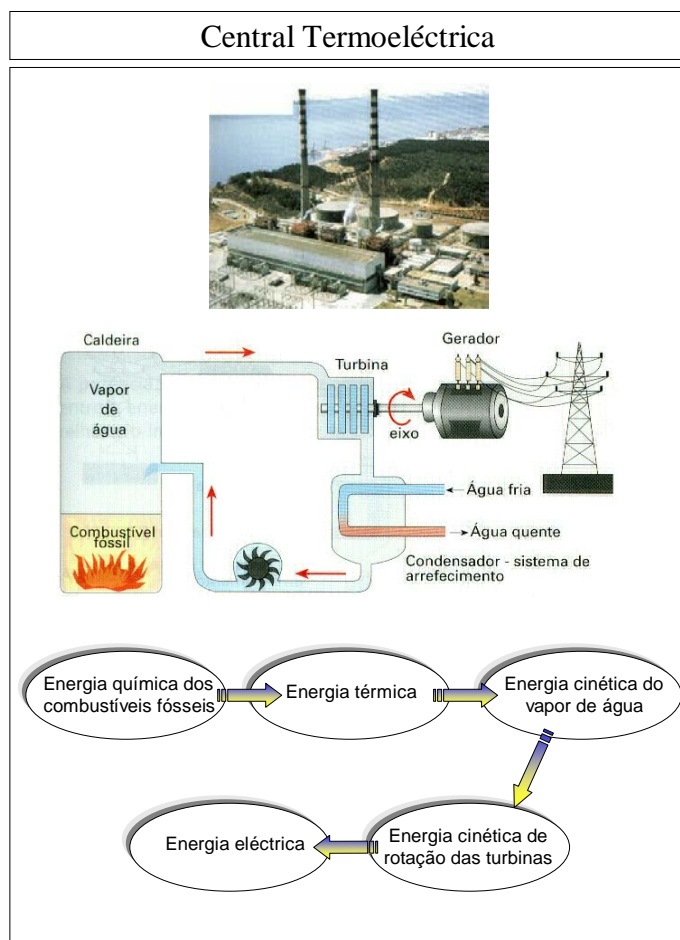 Central Termoeléctrica
Caldeira
Vapor
de
água
Combustível
fóssil
Turbina
Gerador
eixo
Água fria
Água quente
Condensador - sistema de
arrefecimento
Energia química dos
combustíveis fósseis
Energia térmica
Energia cinética do
vapor de água
Energia eléctrica
Energia cinética de
rotação das turbinas